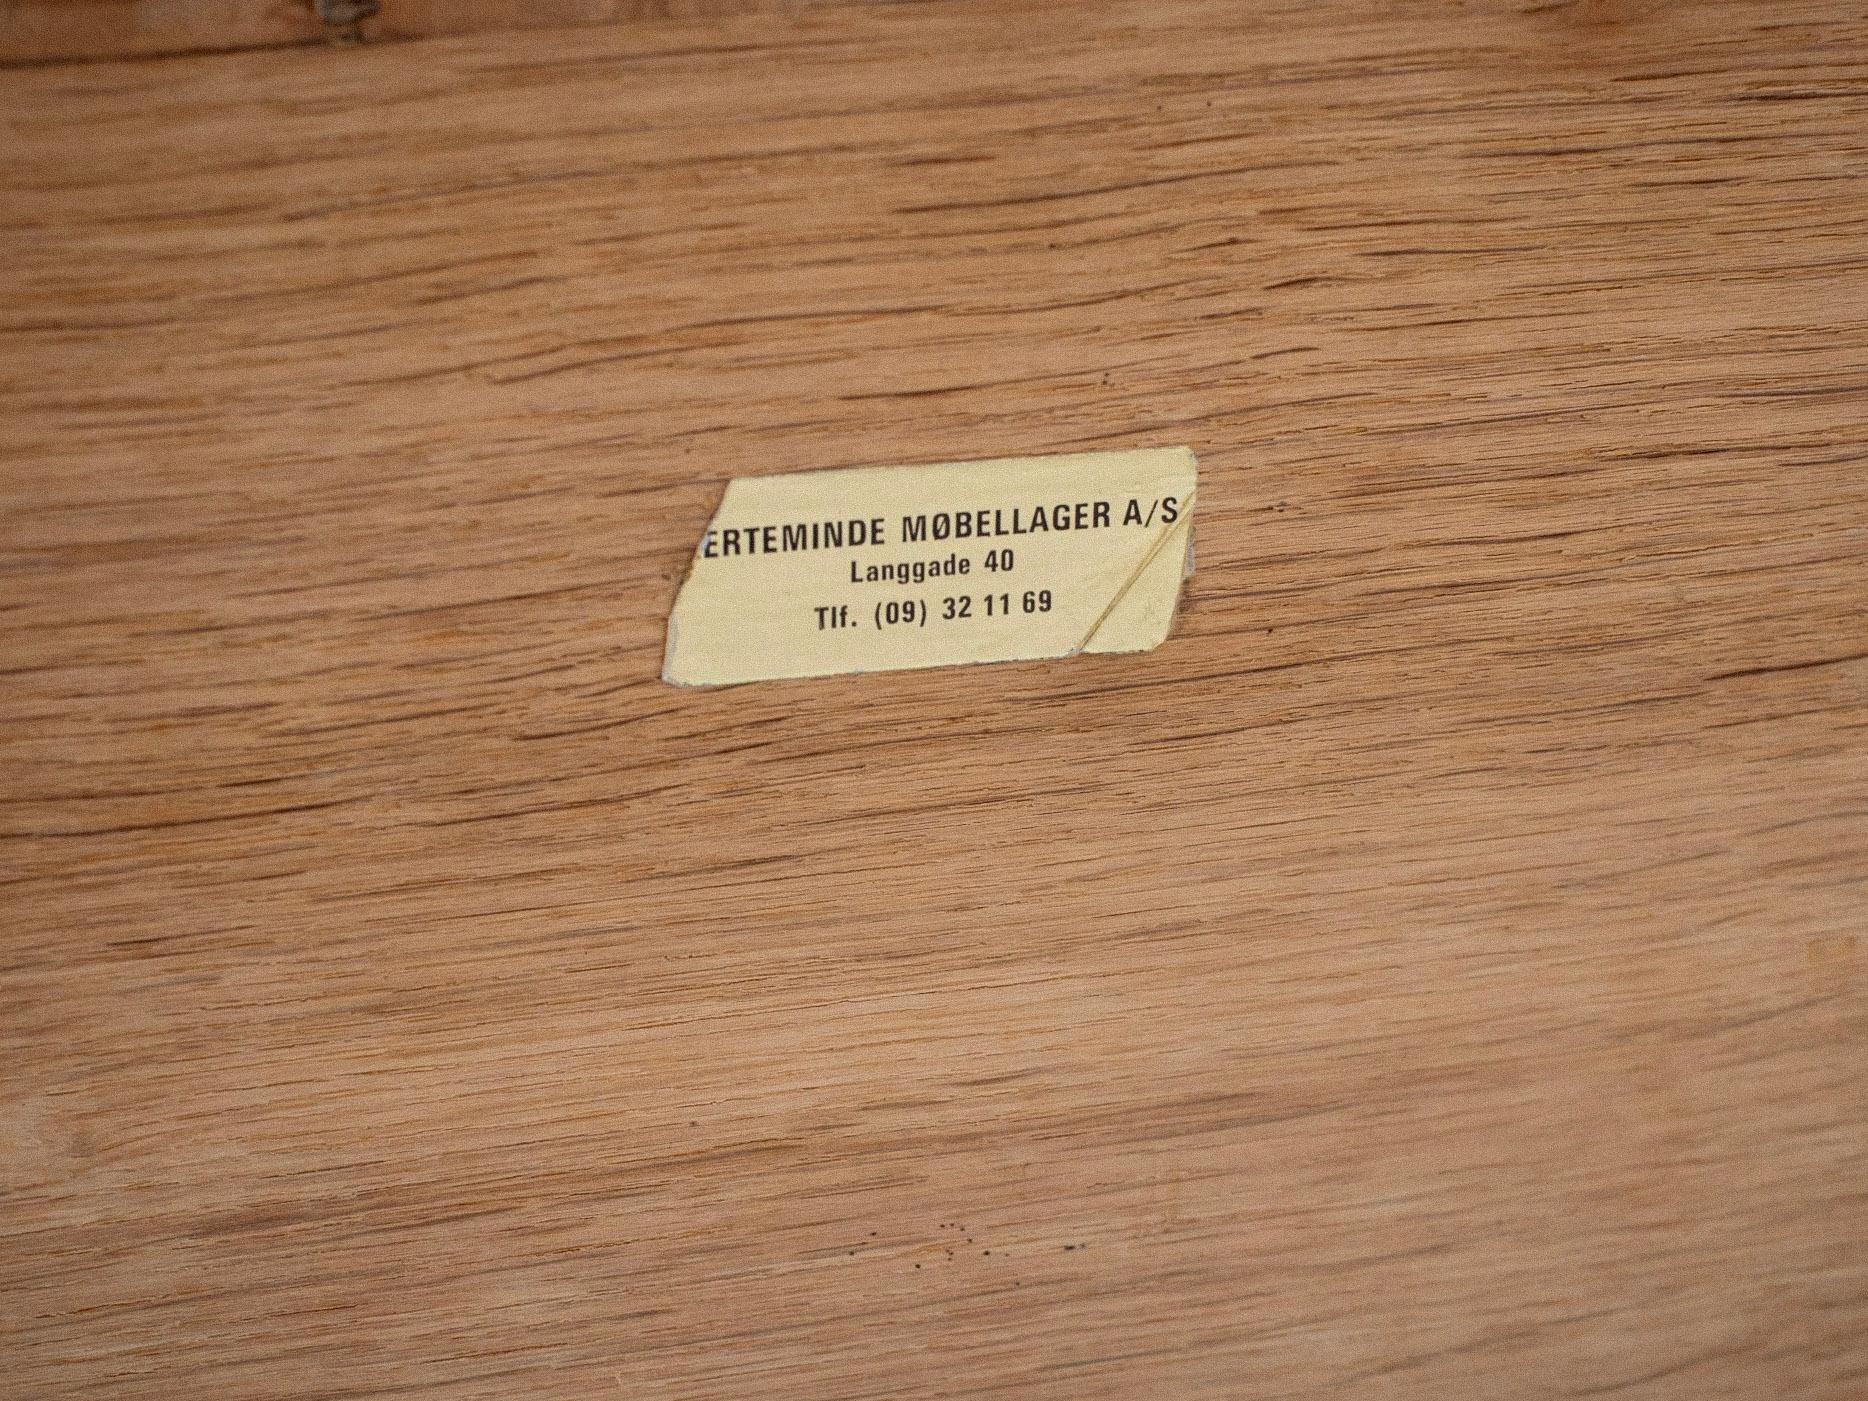 ERTEMINDE MØBELLAGER A/S
Langgade 40
Tlf. (09) 32 11 69